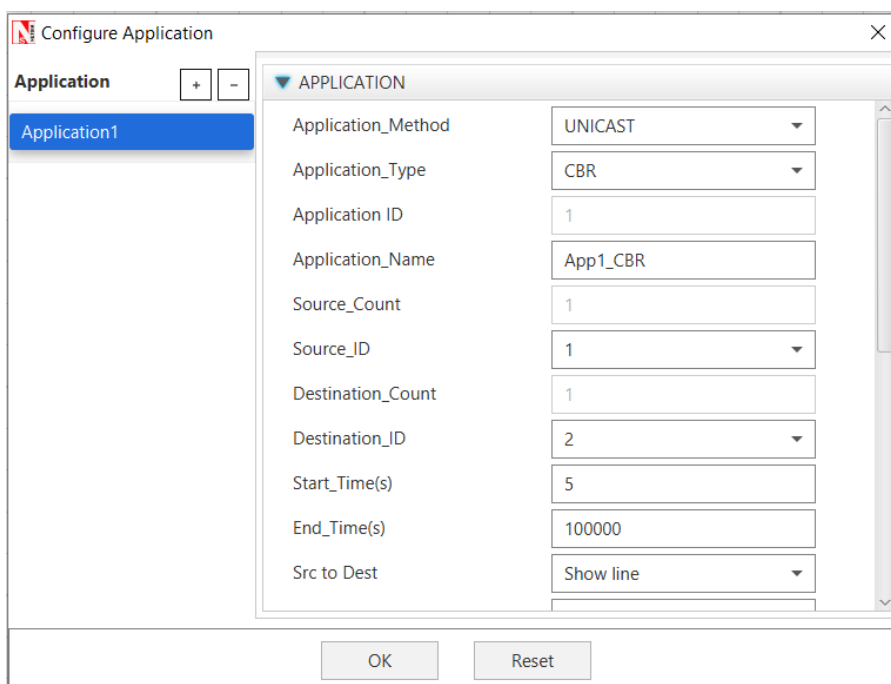 Configure Application
Application + -
Application1
APPLICATION
Application_Method UNICAST
Application_Type CBR
Application ID 1
Application_Name App1_CBR
Source_Count 1
Source_ID 1
Destination_Count 1
Destination_ID 2
Start_Time(s) 5
End_Time(s) 100000
Src to Dest Show line
OK Reset